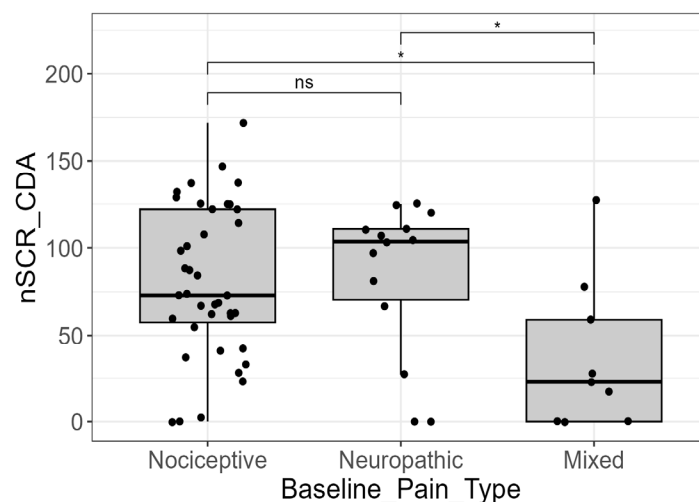 *
*
ns
200
150
100
50
0
nSCR_CDA
Nociceptive Neuropathic Mixed
Baseline_Pain_Type